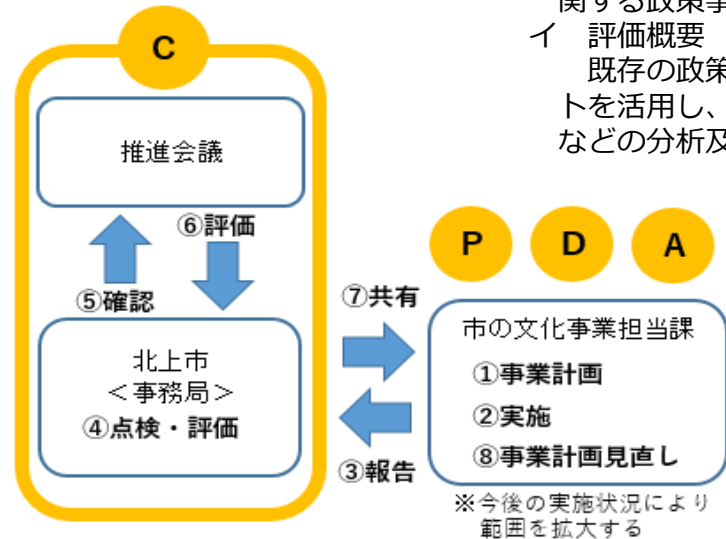 関する政策事
イ 評価概要
既存の政策
トを活用し、
などの分析及
C
推進会議
⑥評価
⑤確認
北上市
＜事務局＞
④点検・評価
⑦共有
③報告
P D A
市の文化事業担当課
①事業計画
②実施
⑧事業計画見直し
※今後の実施状況により
範囲を拡大する